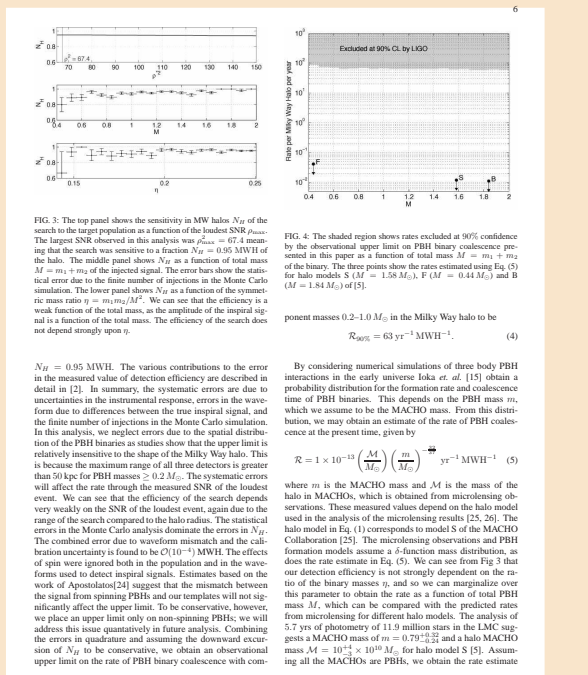 6
N_H
1
0.8
0.6
ρ*² = 67.4
70 80 90 100 110 120 130 140 150
ρ*²
N_H
1
0.8
0.6
0.4 0.6 0.8 1 1.2 1.4 1.6 1.8 2
M
N_H
1
0.8
0.6
0.15 0.2 0.25
η
FIG. 3: The top panel shows the sensitivity in MW halos N_H of the
search to the target population as a function of the loudest SNR ρ_max.
The largest SNR observed in this analysis was ρ²_max = 67.4 mean-
ing that the search was sensitive to a fraction N_H = 0.95 MWH of
the halo. The middle panel shows N_H as a function of total mass
M = m₁ + m₂ of the injected signal. The error bars show the statis-
tical error due to the finite number of injections in the Monte Carlo
simulation. The lower panel shows N_H as a function of the symmet-
ric mass ratio η = m₁m₂/M². We can see that the efficiency is a
weak function of the total mass, as the amplitude of the inspiral sig-
nal is a function of the total mass. The efficiency of the search does
not depend strongly upon η.
N_H = 0.95 MWH. The various contributions to the error
in the measured value of detection efficiency are described in
detail in [2]. In summary, the systematic errors are due to
uncertainties in the instrumental response, errors in the wave-
form due to differences between the true inspiral signal, and
the finite number of injections in the Monte Carlo simulation.
In this analysis, we neglect errors due to the spatial distribu-
tion of the PBH binaries as studies show that the upper limit is
relatively insensitive to the shape of the Milky Way halo. This
is because the maximum range of all three detectors is greater
than 50 kpc for PBH masses ≥ 0.2 M⊙. The systematic errors
will affect the rate through the measured SNR of the loudest
event. We can see that the efficiency of the search depends
very weakly on the SNR of the loudest event, again due to the
range of the search compared to the halo radius. The statistical
errors in the Monte Carlo analysis dominate the errors in N_H.
The combined error due to waveform mismatch and the cali-
bration uncertainty is found to be O(10⁻⁴) MWH. The effects
of spin were ignored both in the population and in the wave-
forms used to detect inspiral signals. Estimates based on the
work of Apostolatos[24] suggest that the mismatch between
the signal from spinning PBHs and our templates will not sig-
nificantly affect the upper limit. To be conservative, however,
we place an upper limit only on non-spinning PBHs; we will
address this issue quantitatively in future analysis. Combining
the errors in quadrature and assuming the downward excur-
sion of N_H to be conservative, we obtain an observational
upper limit on the rate of PBH binary coalescence with com-
Rate per Milky Way Halo per year
10³
10²
10¹
10⁰
10⁻¹
10⁻²
Excluded at 90% CL by LIGO
F
S
B
0.4 0.6 0.8 1 1.2 1.4 1.6 1.8 2
M
FIG. 4: The shaded region shows rates excluded at 90% confidence
by the observational upper limit on PBH binary coalescence pre-
sented in this paper as a function of total mass M = m₁ + m₂
of the binary. The three points show the rates estimated using Eq. (5)
for halo models S (M = 1.58 M⊙), F (M = 0.44 M⊙) and B
(M = 1.84 M⊙) of [5].
ponent masses 0.2–1.0 M⊙ in the Milky Way halo to be
R₉₀% = 63 yr⁻¹ MWH⁻¹. (4)
By considering numerical simulations of three body PBH
interactions in the early universe Ioka et. al. [15] obtain a
probability distribution for the formation rate and coalescence
time of PBH binaries. This depends on the PBH mass m,
which we assume to be the MACHO mass. From this distri-
bution, we may obtain an estimate of the rate of PBH coales-
cence at the present time, given by
R = 1 × 10⁻¹³ (M/M⊙) (m/M⊙) yr⁻¹ MWH⁻¹ (5)
where m is the MACHO mass and M is the mass of the
halo in MACHOs, which is obtained from microlensing ob-
servations. These measured values depend on the halo model
used in the analysis of the microlensing results [25, 26]. The
halo model in Eq. (1) corresponds to model S of the MACHO
Collaboration [25]. The microlensing observations and PBH
formation models assume a δ-function mass distribution, as
does the rate estimate in Eq. (5). We can see from Fig 3 that
our detection efficiency is not strongly dependent on the ra-
tio of the binary masses η, and so we can marginalize over
this parameter to obtain the rate as a function of total PBH
mass M, which can be compared with the predicted rates
from microlensing for different halo models. The analysis of
5.7 yrs of photometry of 11.9 million stars in the LMC sug-
gests a MACHO mass of m = 0.79⁺⁰·³²₋₀.₂₄ and a halo MACHO
mass M = 10⁺⁴₋₃ × 10¹⁰ M⊙ for halo model S [5]. Assum-
ing all the MACHOs are PBHs, we obtain the rate estimate